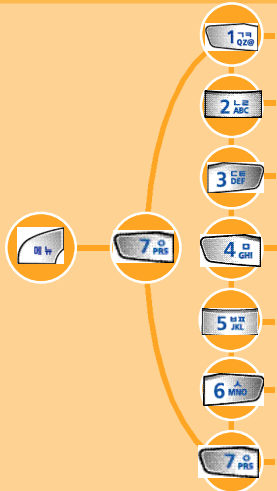 1 ㄱㅋ
QZ@
2 ㄴㄹ
ABC
3 ㄷㅌ
DEF
메뉴
7 ㅇ
PRS
4 ㅁ
GHI
5 ㅂㅍ
JKL
6 ㅅ
MNO
7 ㅇ
PRS